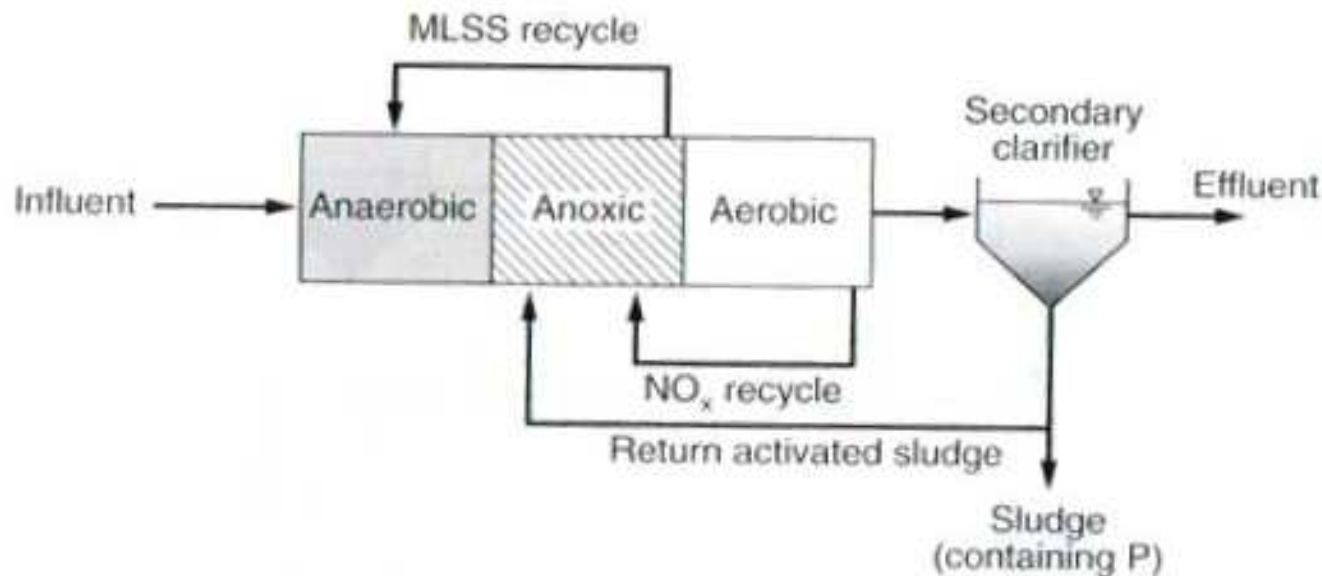 MLSS recycle
Secondary
clarifier
Influent
Anaerobic
Anoxic
Aerobic
Effluent
NOₓ recycle
Return activated sludge
Sludge
(containing P)